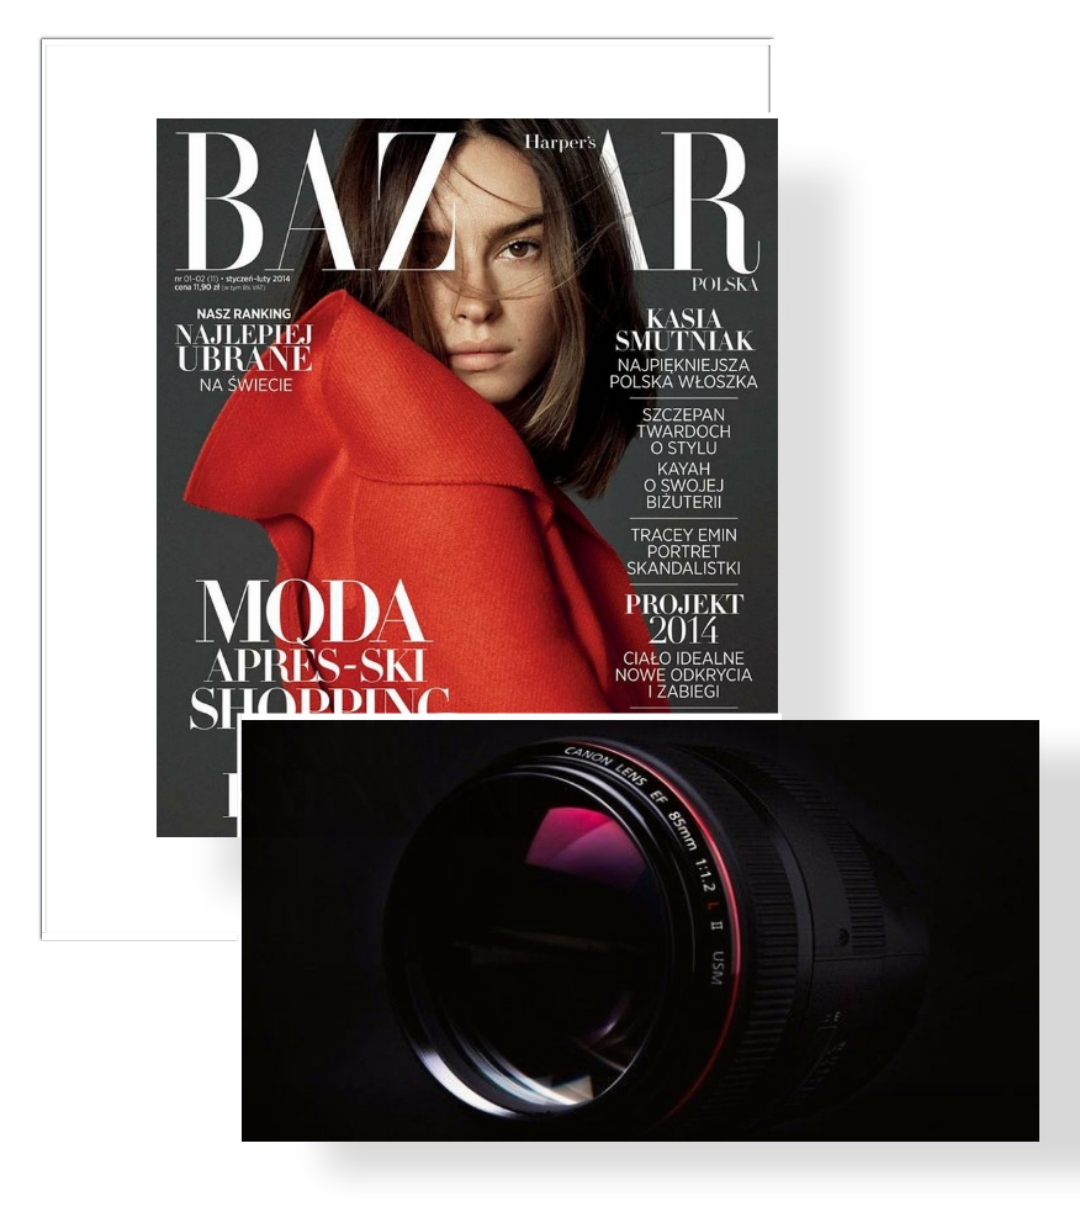 Harper's
BAZAAR
POLSKA
nr 01-02 (11) • styczeń-luty 2014
cena 11,90 zł (w tym 8% VAT)
NASZ RANKING
NAJLEPIEJ
UBRANE
NA ŚWIECIE
KASIA
SMUTNIAK
NAJPIĘKNIEJSZA
POLSKA WŁOSZKA
SZCZEPAN
TWARDOCH
O STYLU
KAYAH
O SWOJEJ
BIŻUTERII
TRACEY EMIN
PORTRET
SKANDALISTKI
PROJEKT
2014
CIAŁO IDEALNE
NOWE ODKRYCIA
I ZABIEGI
MODA
APRÈS-SKI
SHOPPING
CANON LENS EF 85mm 1:1.2 L II USM